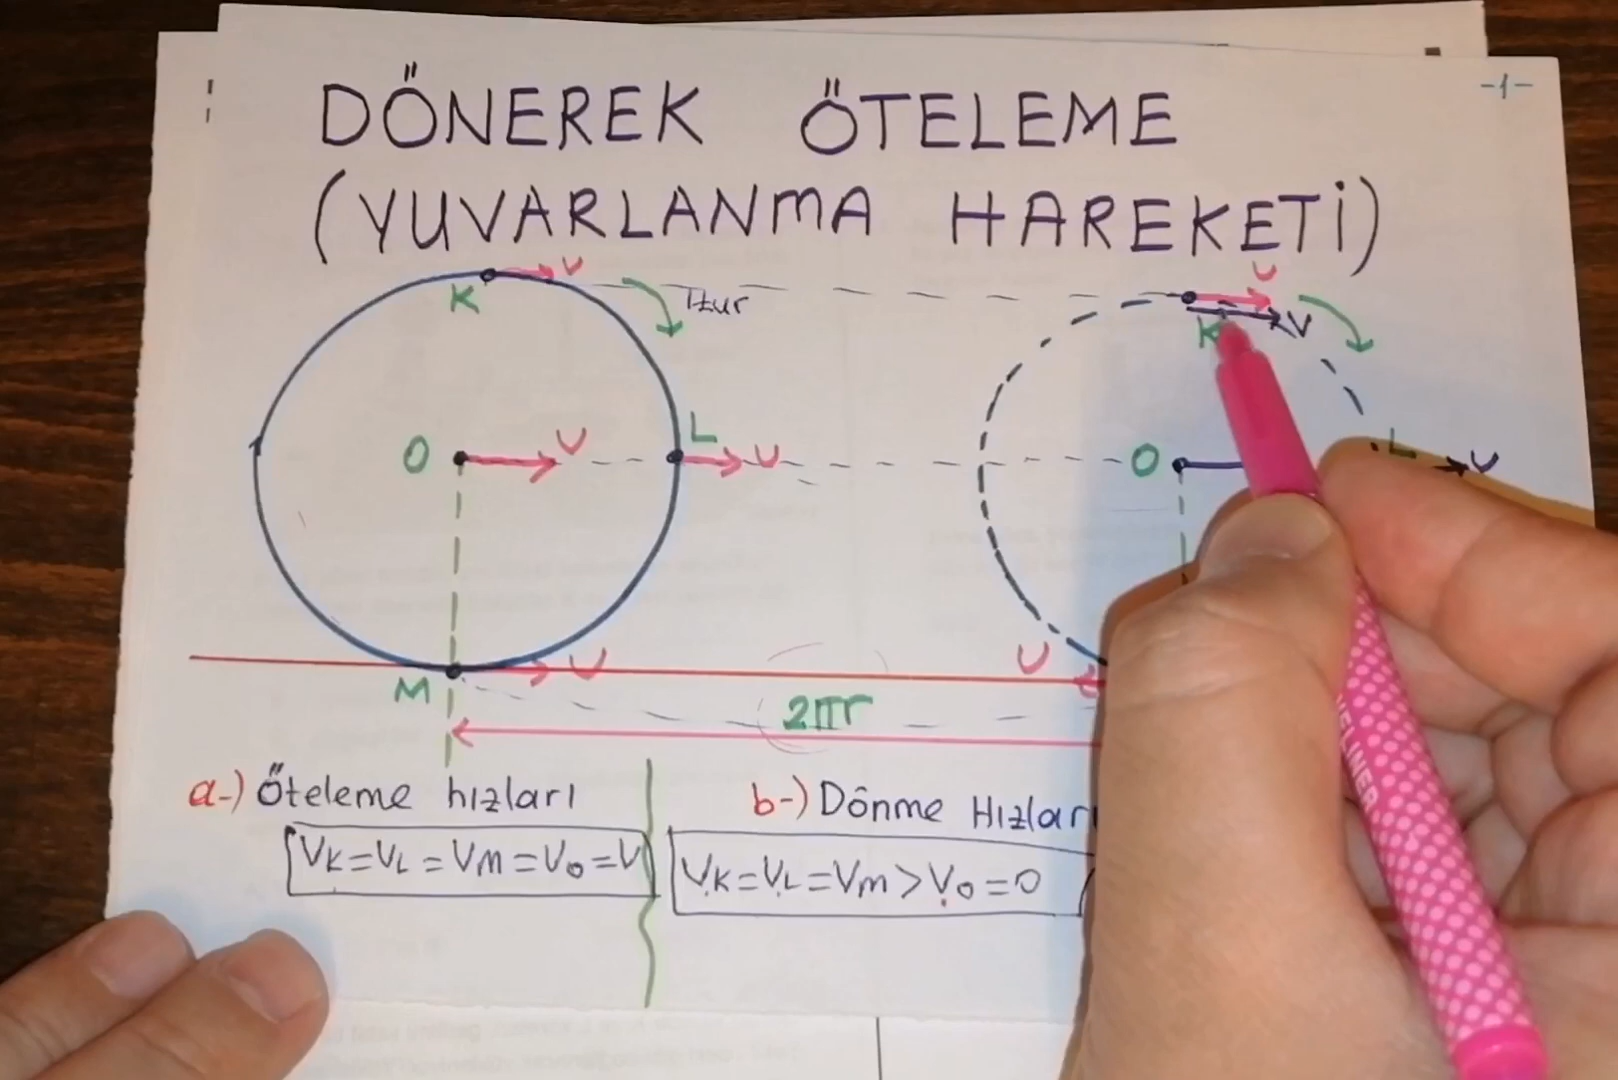 -1-
DÖNEREK ÖTELEME
(YUVARLANMA HAREKETİ)
K V 1tur
V
K V
O V L V
O L V
M V
V
2πr
a-) Öteleme hızları
VK=VL=VM=VO=V
b-) Dönme Hızları
VK=VL=VM>VO=0